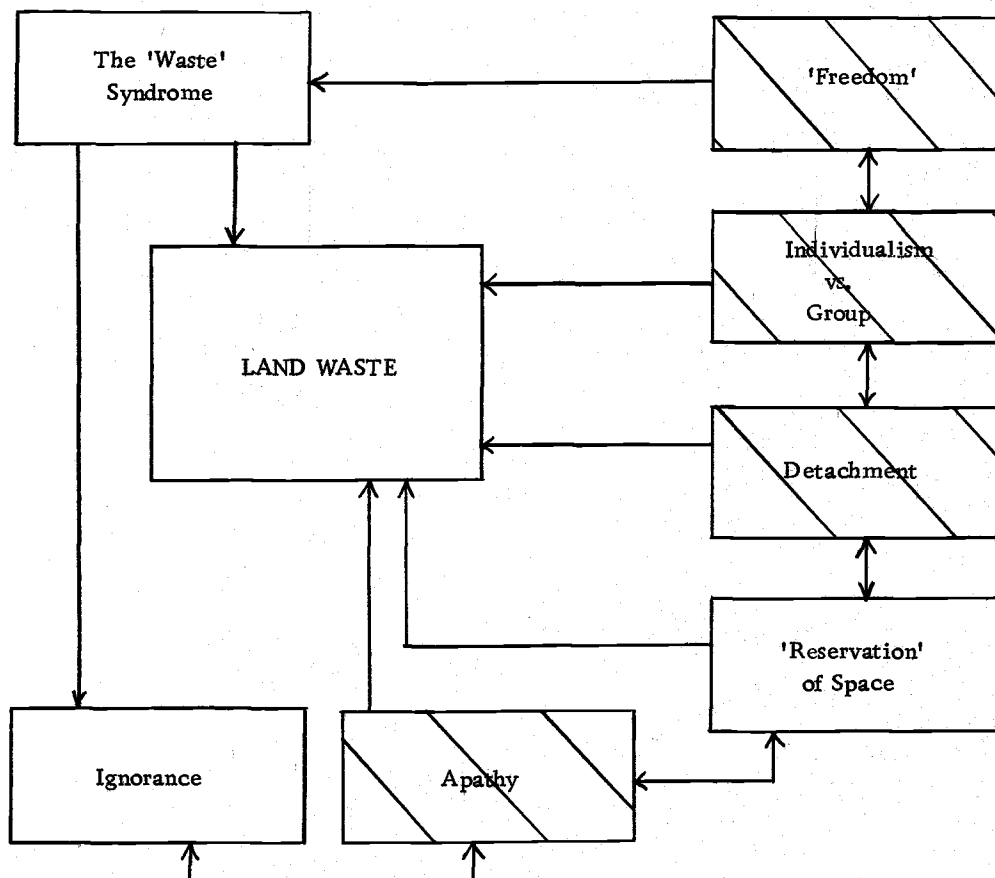 The 'Waste'
Syndrome
'Freedom'
Individualism
vs.
Group
LAND WASTE
Detachment
'Reservation'
of Space
Ignorance
Apathy